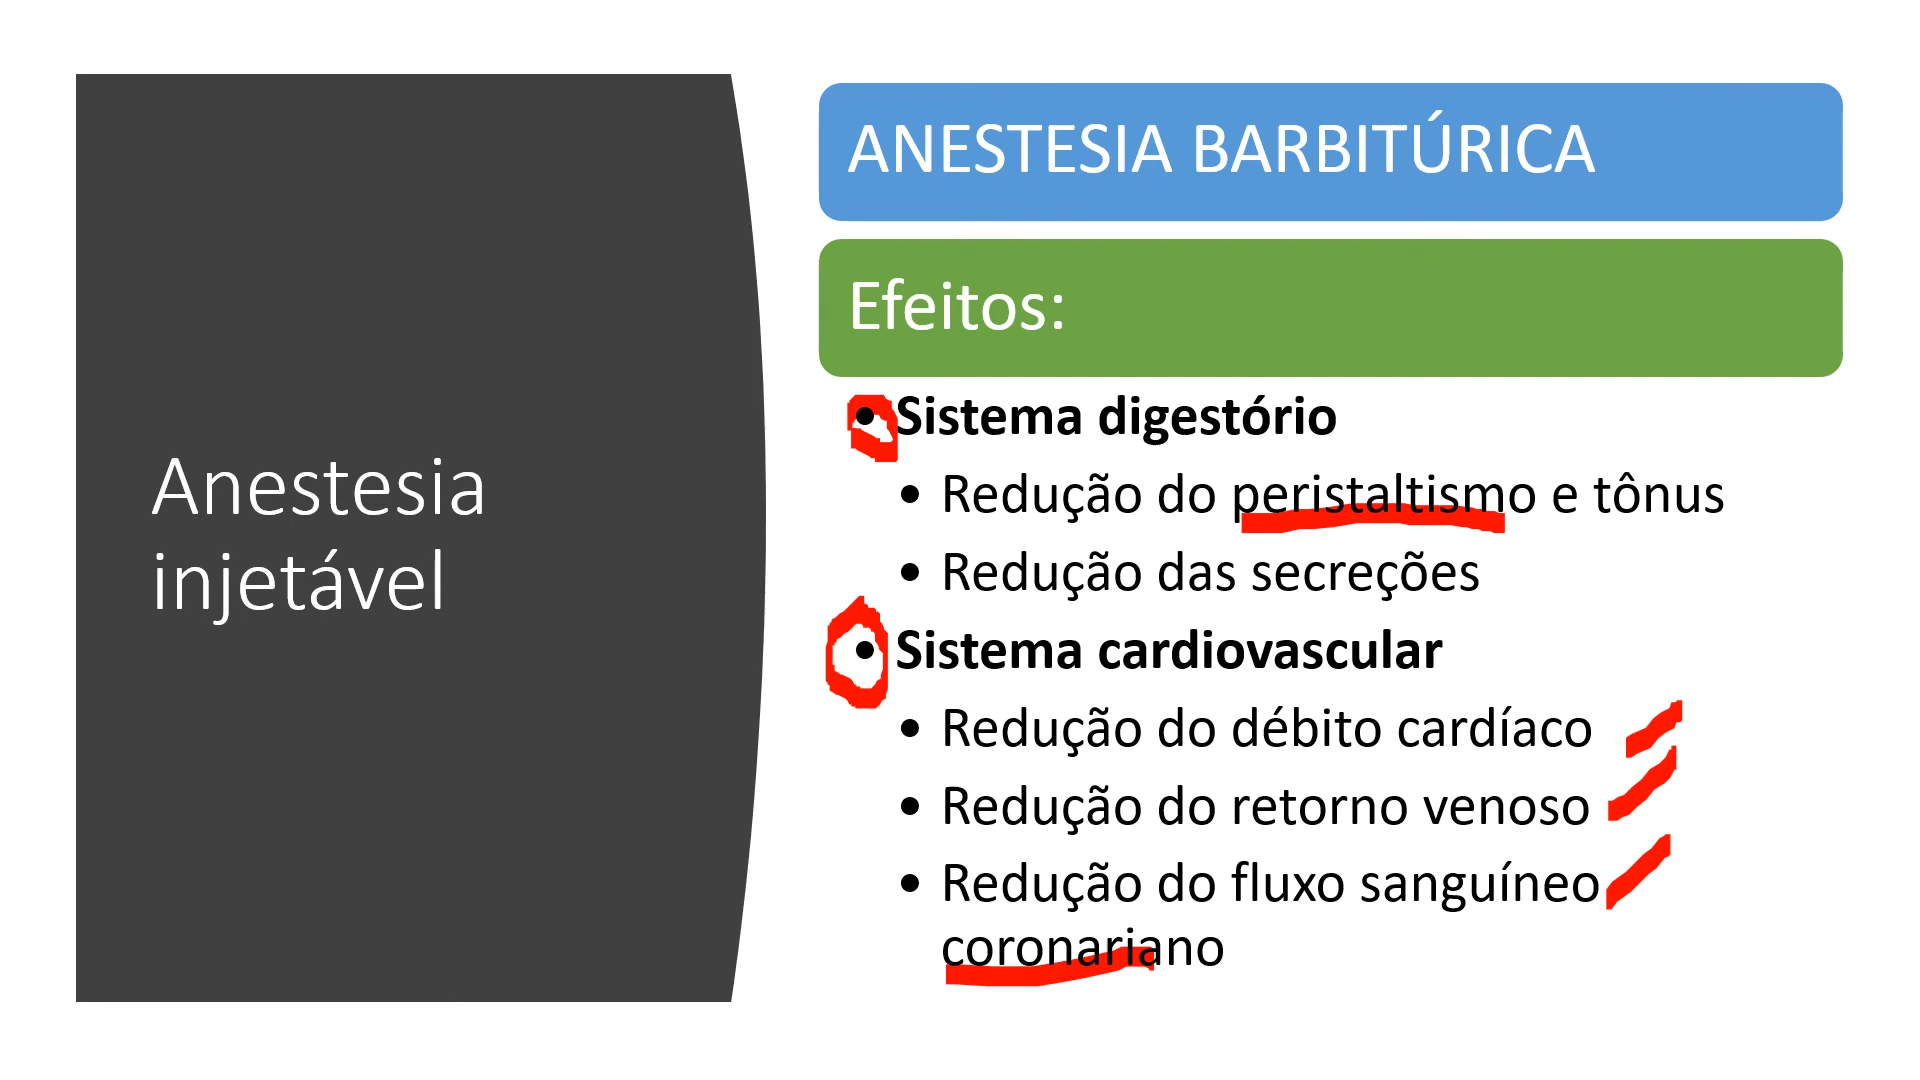 Anestesia
injetável
ANESTESIA BARBITÚRICA
Efeitos:
• Sistema digestório
• Redução do peristaltismo e tônus
• Redução das secreções
• Sistema cardiovascular
• Redução do débito cardíaco
• Redução do retorno venoso
• Redução do fluxo sanguíneo
coronariano